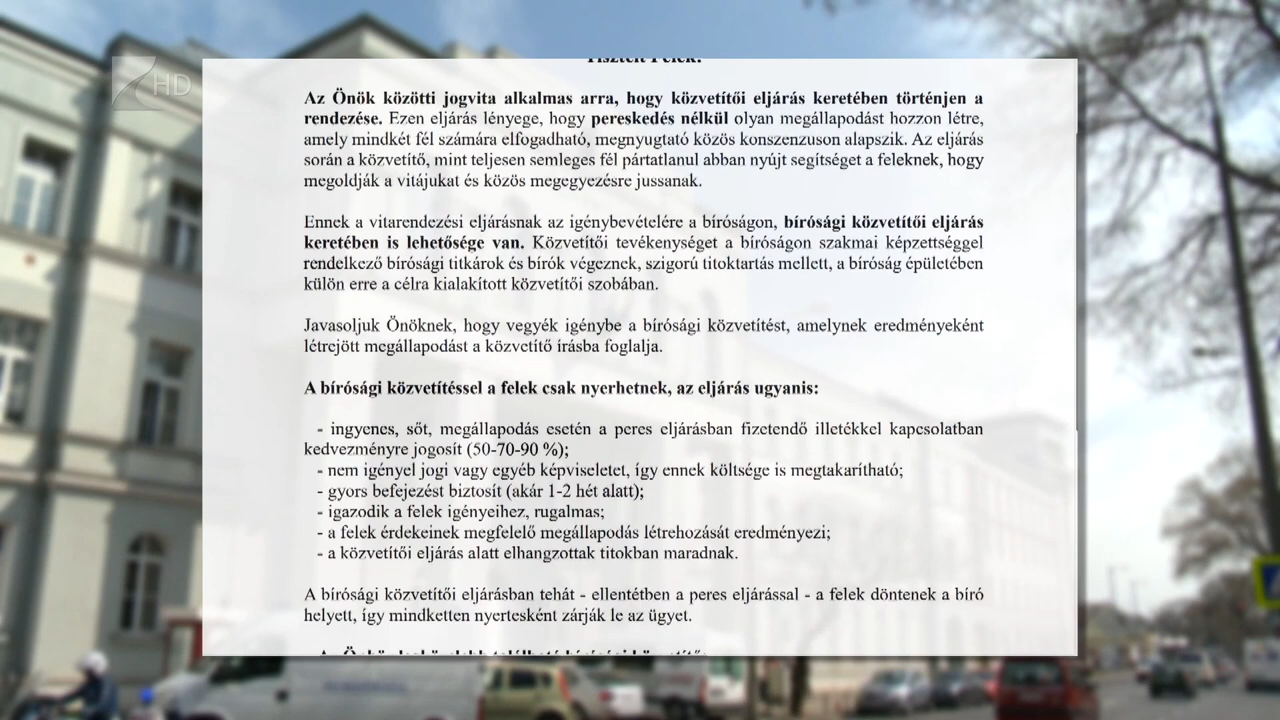 HD
Tisztelt Felek!
Az Önök közötti jogvita alkalmas arra, hogy közvetítői eljárás keretében történjen a
rendezése. Ezen eljárás lényege, hogy pereskedés nélkül olyan megállapodást hozzon létre,
amely mindkét fél számára elfogadható, megnyugtató közös konszenzuson alapszik. Az eljárás
során a közvetítő, mint teljesen semleges fél pártatlanul abban nyújt segítséget a feleknek, hogy
megoldják a vitájukat és közös megegyezésre jussanak.
Ennek a vitarendezési eljárásnak az igénybevételére a bíróságon, bírósági közvetítői eljárás
keretében is lehetősége van. Közvetítői tevékenységet a bíróságon szakmai képzettséggel
rendelkező bírósági titkárok és bírók végeznek, szigorú titoktartás mellett, a bíróság épületében
külön erre a célra kialakított közvetítői szobában.
Javasoljuk Önöknek, hogy vegyék igénybe a bírósági közvetítést, amelynek eredményeként
létrejött megállapodást a közvetítő írásba foglalja.
A bírósági közvetítéssel a felek csak nyerhetnek, az eljárás ugyanis:
- ingyenes, sőt, megállapodás esetén a peres eljárásban fizetendő illetékkel kapcsolatban
kedvezményre jogosít (50-70-90 %);
- nem igényel jogi vagy egyéb képviseletet, így ennek költsége is megtakarítható;
- gyors befejezést biztosít (akár 1-2 hét alatt);
- igazodik a felek igényeihez, rugalmas;
- a felek érdekeinek megfelelő megállapodás létrehozását eredményezi;
- a közvetítői eljárás alatt elhangzottak titokban maradnak.
A bírósági közvetítői eljárásban tehát - ellentétben a peres eljárással - a felek döntenek a bíró
helyett, így mindketten nyertesként zárják le az ügyet.